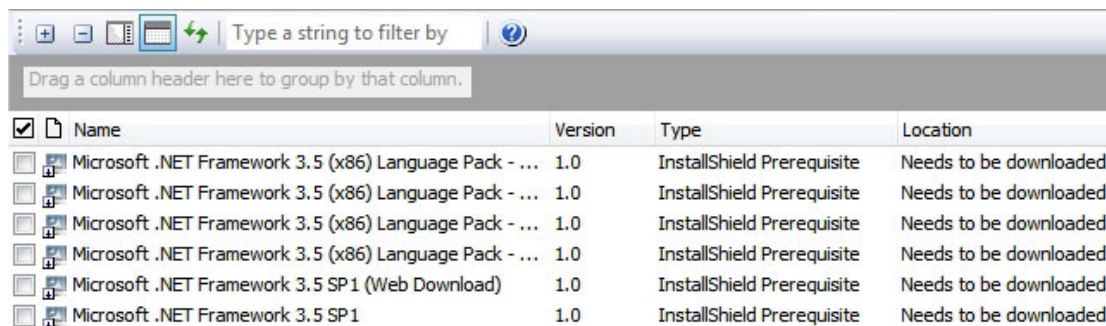 Type a string to filter by
Drag a column header here to group by that column.
Name Version Type Location
Microsoft .NET Framework 3.5 (x86) Language Pack - ... 1.0 InstallShield Prerequisite Needs to be downloaded
Microsoft .NET Framework 3.5 (x86) Language Pack - ... 1.0 InstallShield Prerequisite Needs to be downloaded
Microsoft .NET Framework 3.5 (x86) Language Pack - ... 1.0 InstallShield Prerequisite Needs to be downloaded
Microsoft .NET Framework 3.5 (x86) Language Pack - ... 1.0 InstallShield Prerequisite Needs to be downloaded
Microsoft .NET Framework 3.5 SP1 (Web Download) 1.0 InstallShield Prerequisite Needs to be downloaded
Microsoft .NET Framework 3.5 SP1 1.0 InstallShield Prerequisite Needs to be downloaded